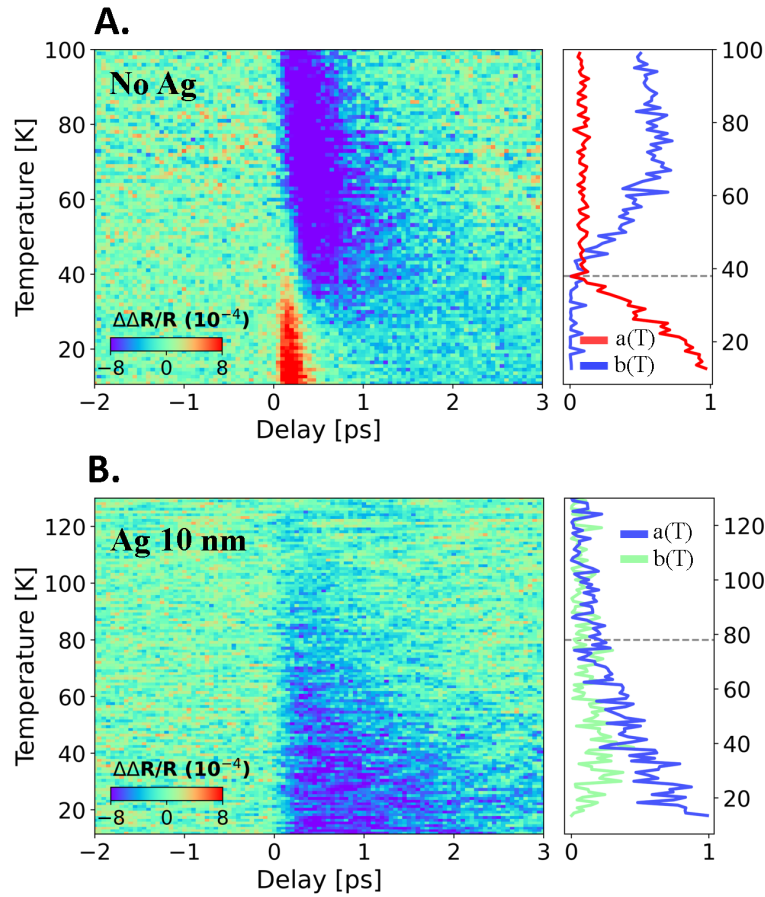 A.
No Ag
Temperature [K]
100
80
60
40
20
ΔΔR/R (10⁻⁴)
−8 0 8
−2 −1 0 1 2 3
Delay [ps]
100
80
60
40
20
a(T)
b(T)
0 1
B.
Ag 10 nm
Temperature [K]
120
100
80
60
40
20
ΔΔR/R (10⁻⁴)
−8 0 8
−2 −1 0 1 2 3
Delay [ps]
a(T)
b(T)
120
100
80
60
40
20
0 1